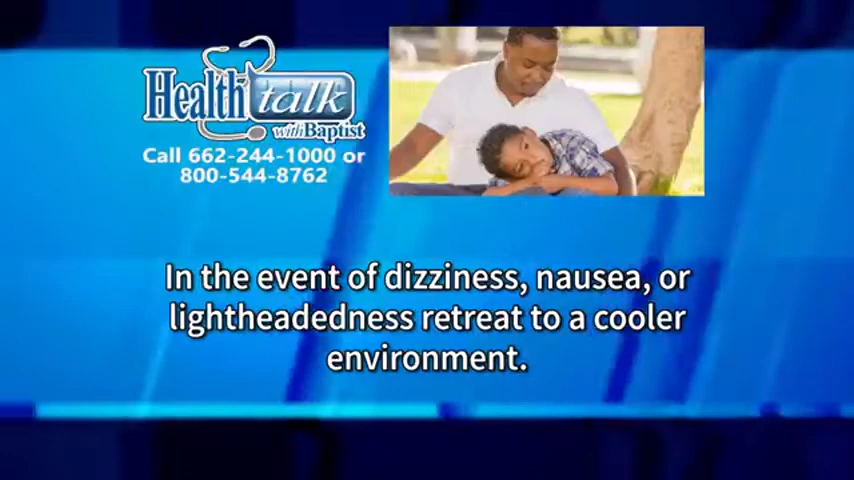 Health talk
with Baptist
Call 662-244-1000 or
800-544-8762
In the event of dizziness, nausea, or
lightheadedness retreat to a cooler
environment.